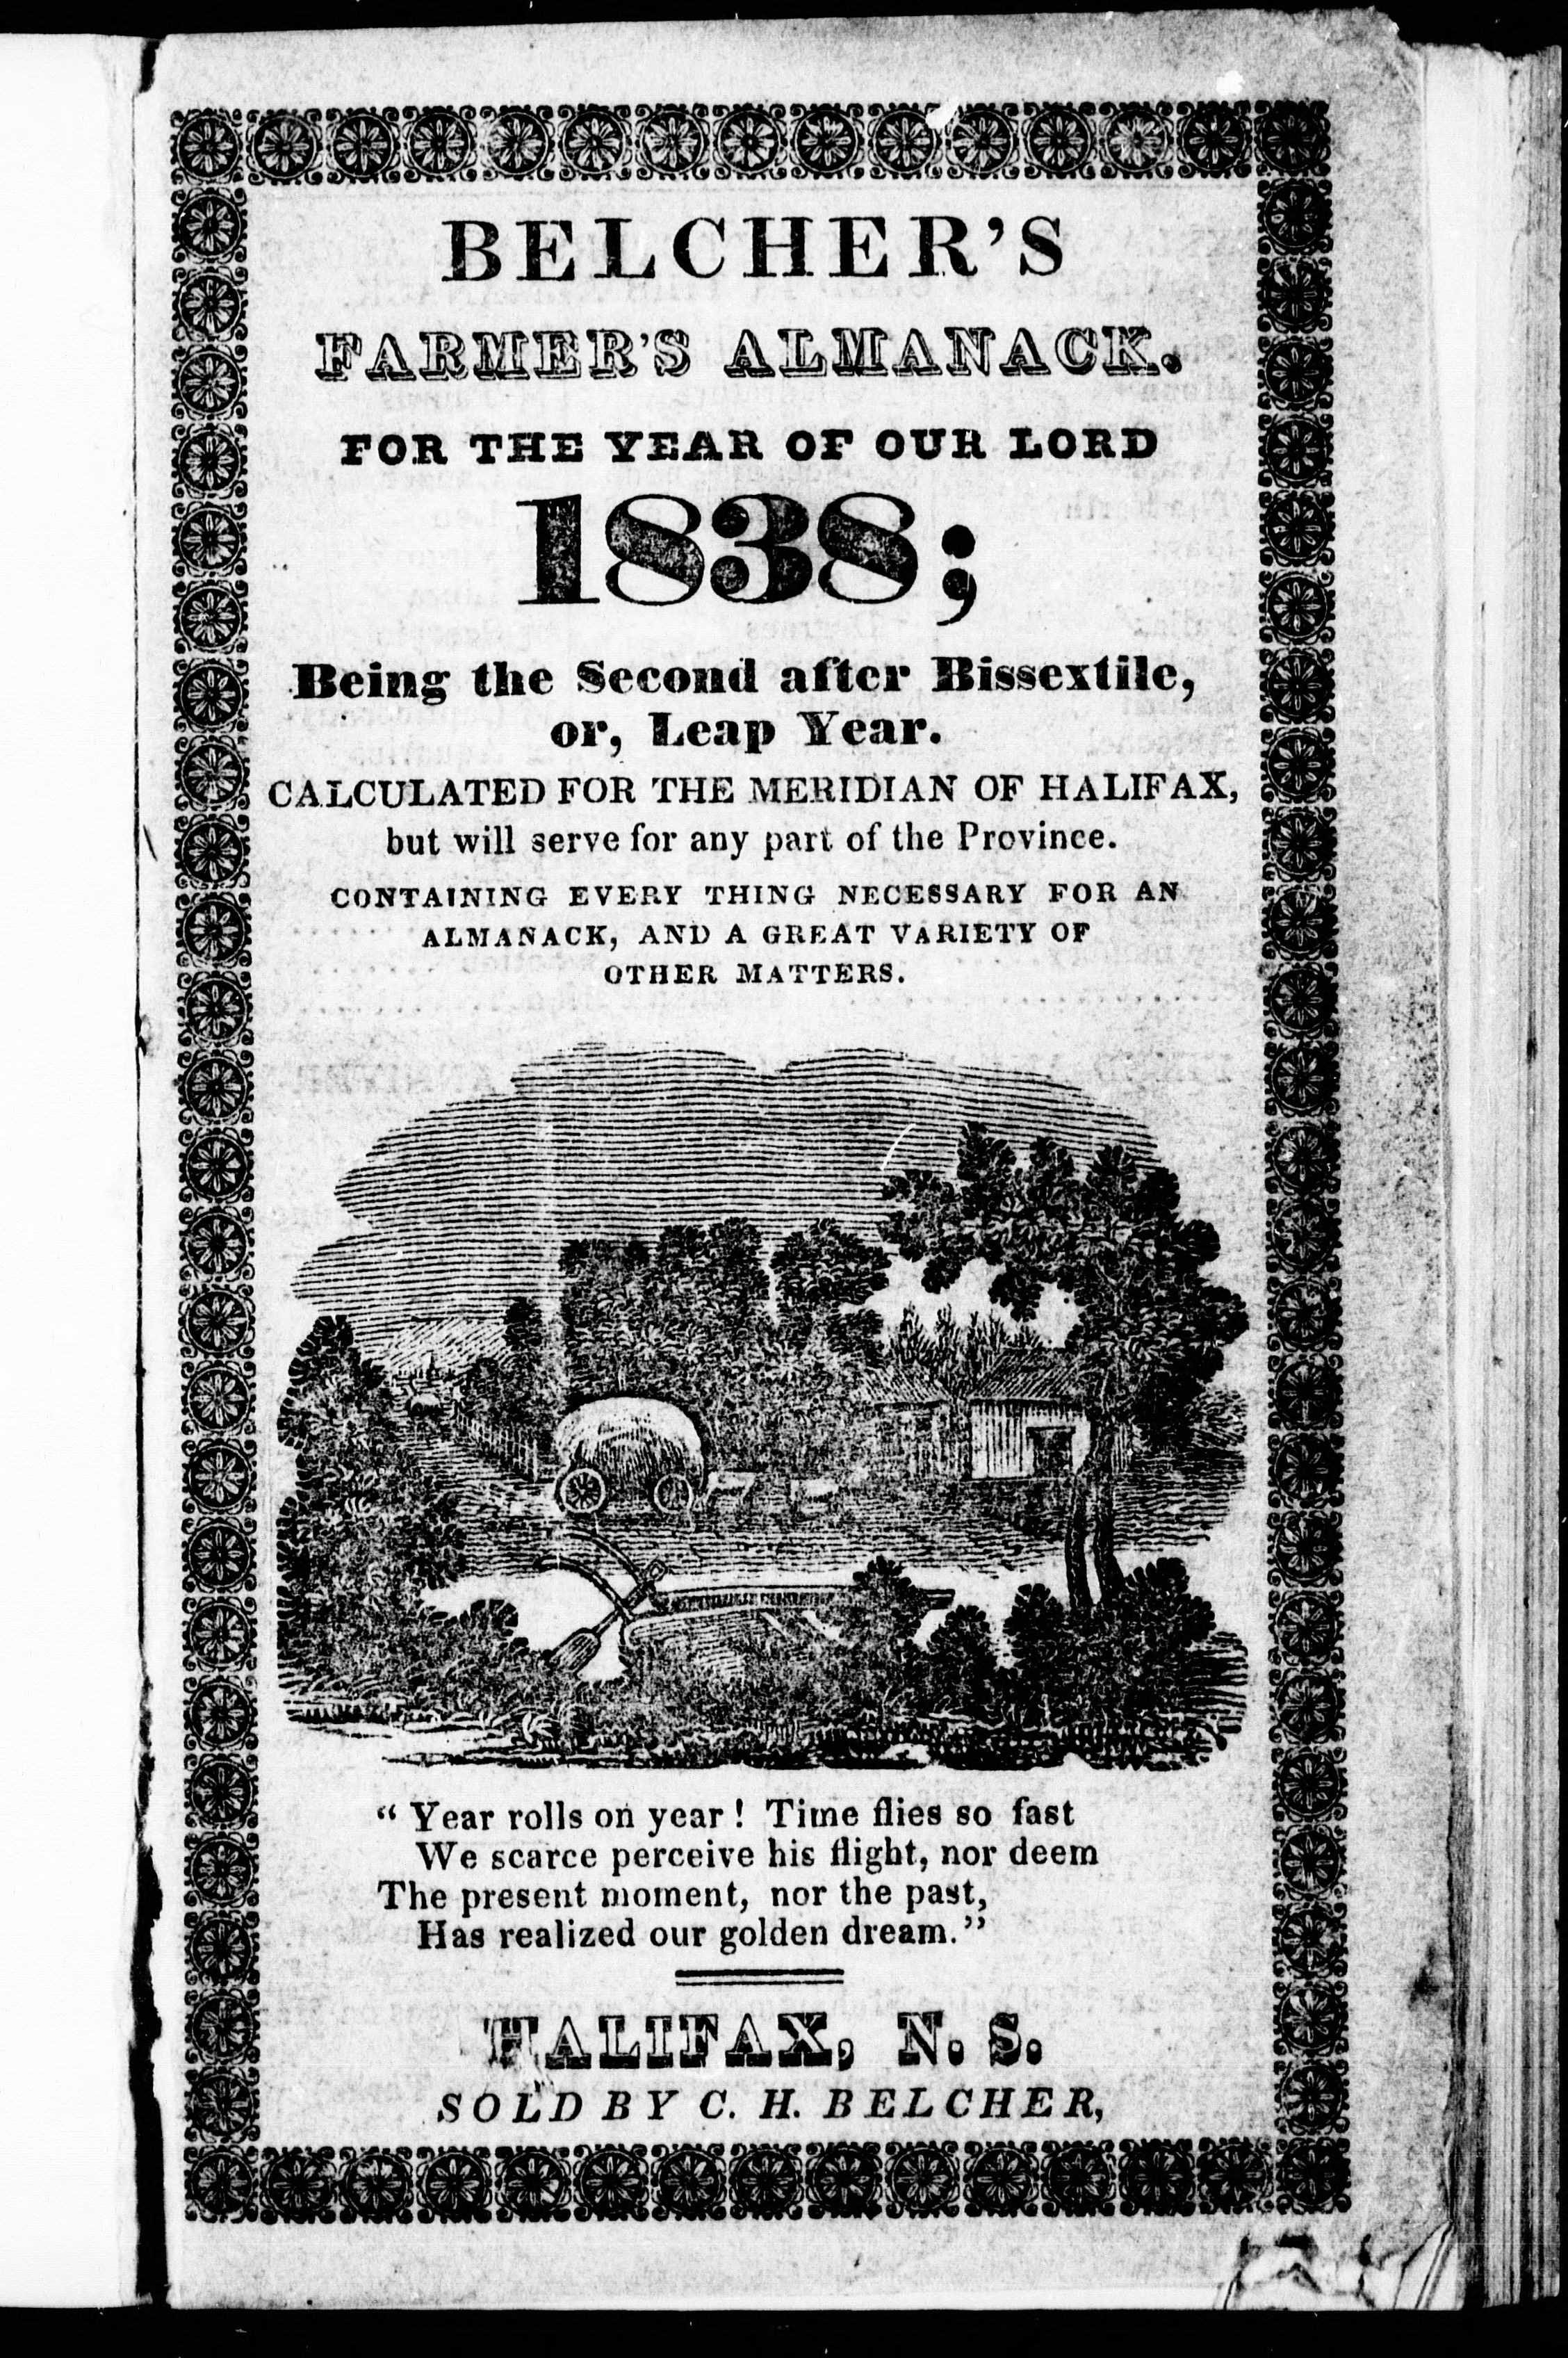 BELCHER'S
FARMER'S ALMANACK.
FOR THE YEAR OF OUR LORD
1838;
Being the Second after Bissextile,
or, Leap Year.
CALCULATED FOR THE MERIDIAN OF HALIFAX,
but will serve for any part of the Province.
CONTAINING EVERY THING NECESSARY FOR AN
ALMANACK, AND A GREAT VARIETY OF
OTHER MATTERS.
“Year rolls on year! Time flies so fast
We scarce perceive his flight, nor deem
The present moment, nor the past,
Has realized our golden dream.”
HALIFAX, N. S.
SOLD BY C. H. BELCHER,